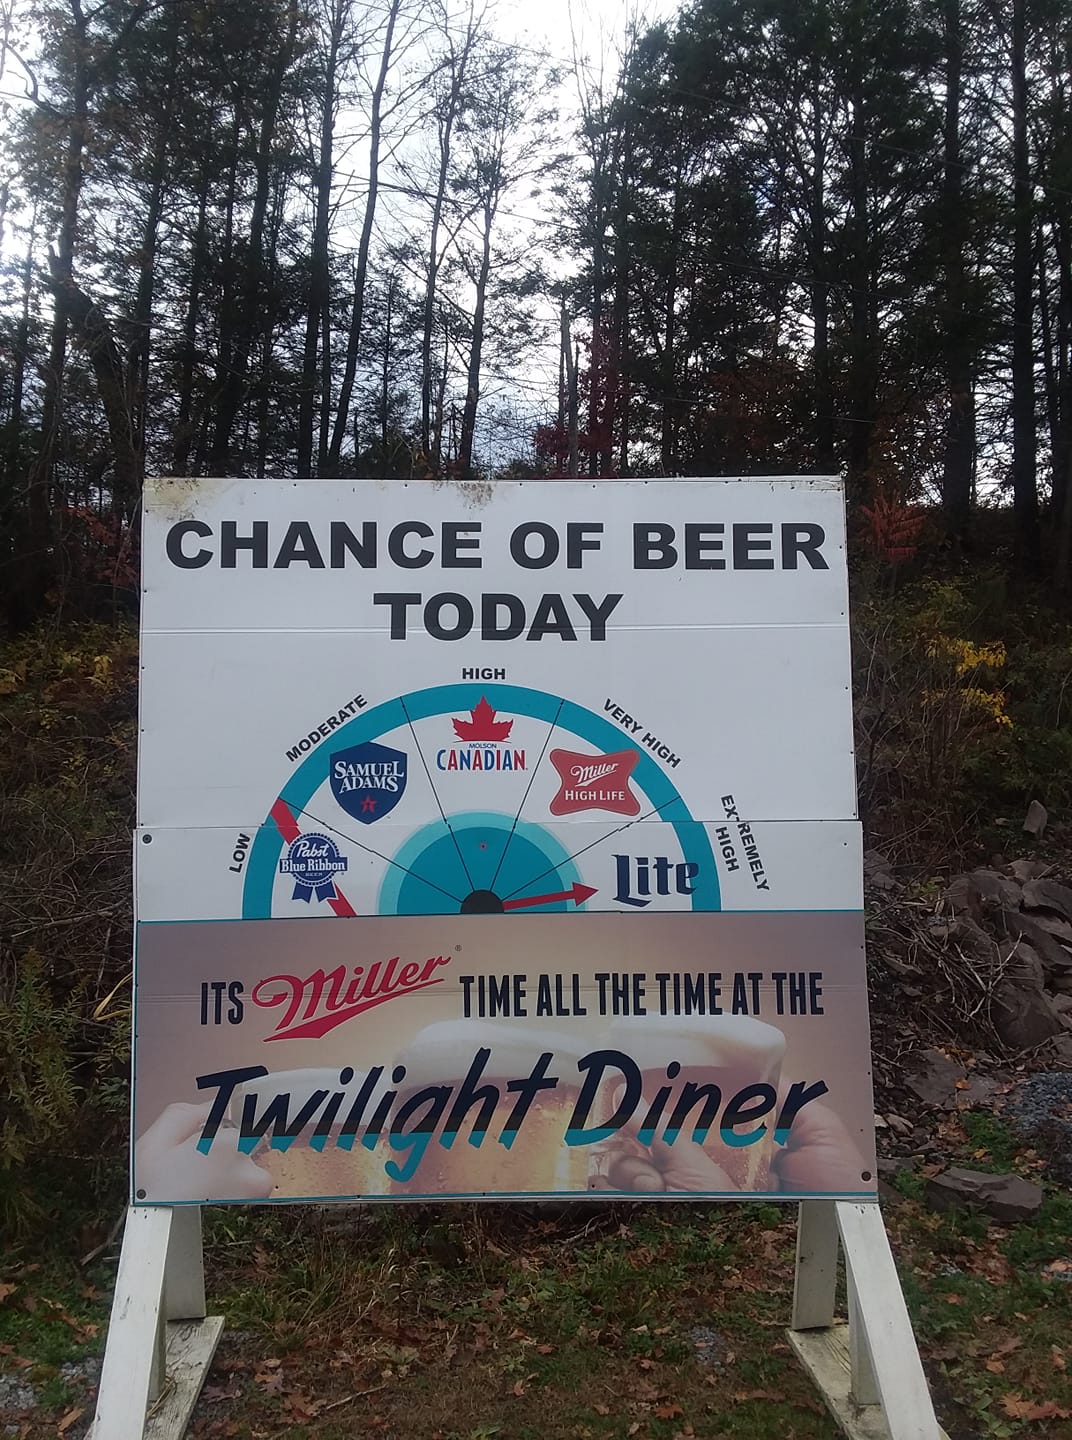 CHANCE OF BEER
TODAY
HIGH
MODERATE
VERY HIGH
LOW
EXTREMELY
HIGH
SAMUEL
ADAMS
MOLSON
CANADIAN
Miller
HIGH LIFE
Pabst
Blue Ribbon
BEER
Lite
ITS Miller® TIME ALL THE TIME AT THE
Twilight Diner